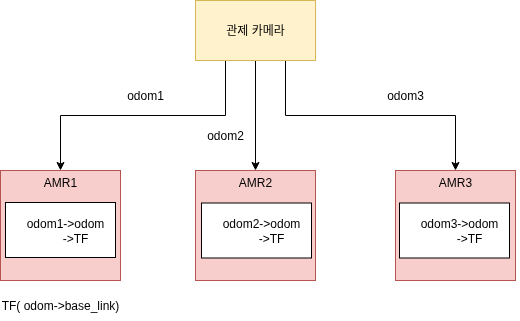 관제 카메라
odom1
odom3
odom2
AMR1
AMR2
AMR3
odom1->odom
->TF
odom2->odom
->TF
odom3->odom
->TF
TF( odom->base_link)